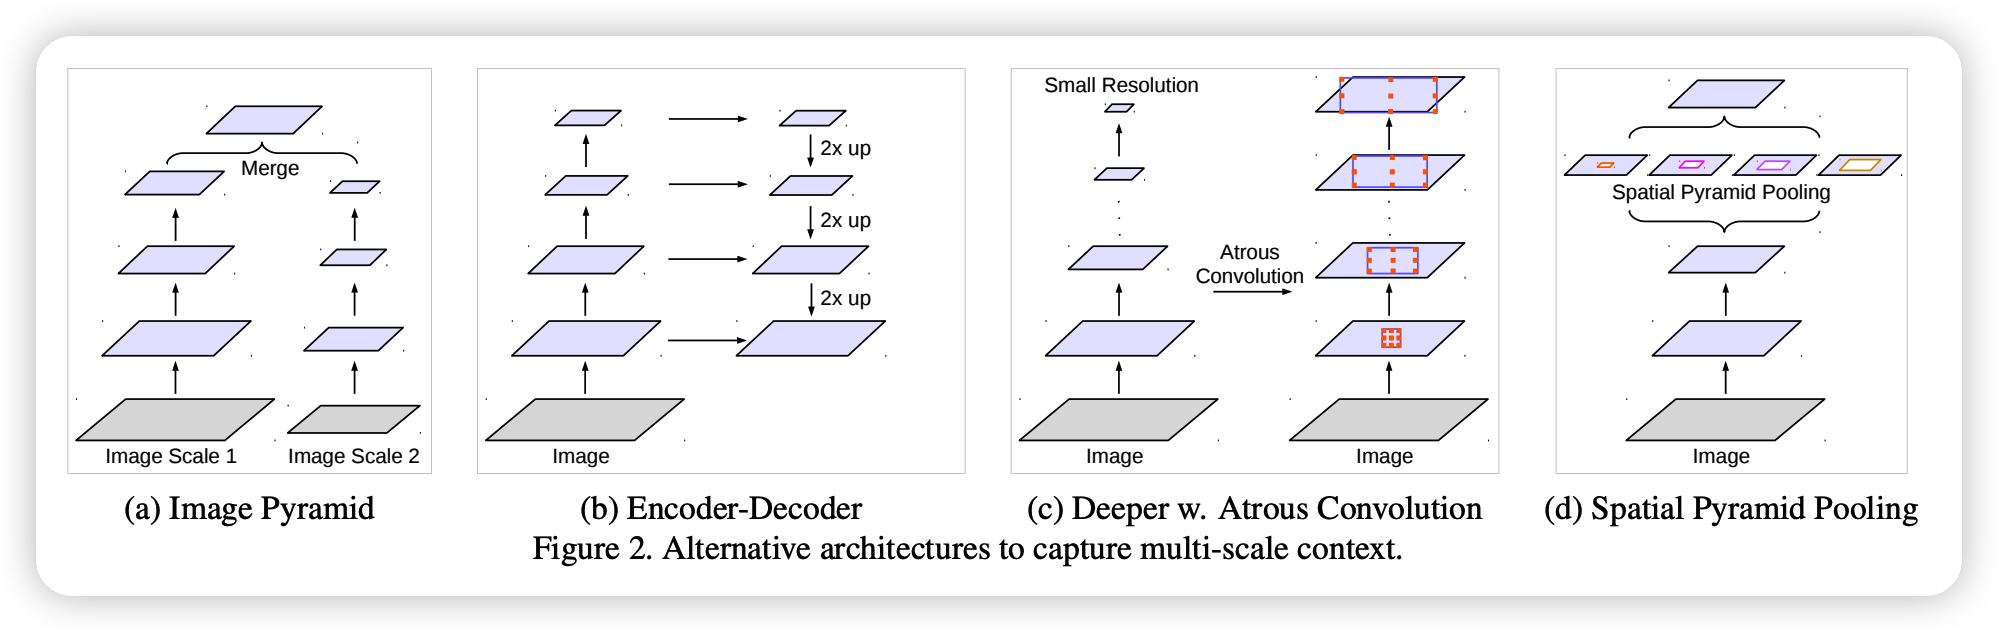 Merge
Image Scale 1
Image Scale 2
(a) Image Pyramid
2x up
2x up
2x up
Image
(b) Encoder-Decoder
Small Resolution
Atrous
Convolution
Image
Image
(c) Deeper w. Atrous Convolution
Spatial Pyramid Pooling
Image
(d) Spatial Pyramid Pooling
Figure 2. Alternative architectures to capture multi-scale context.